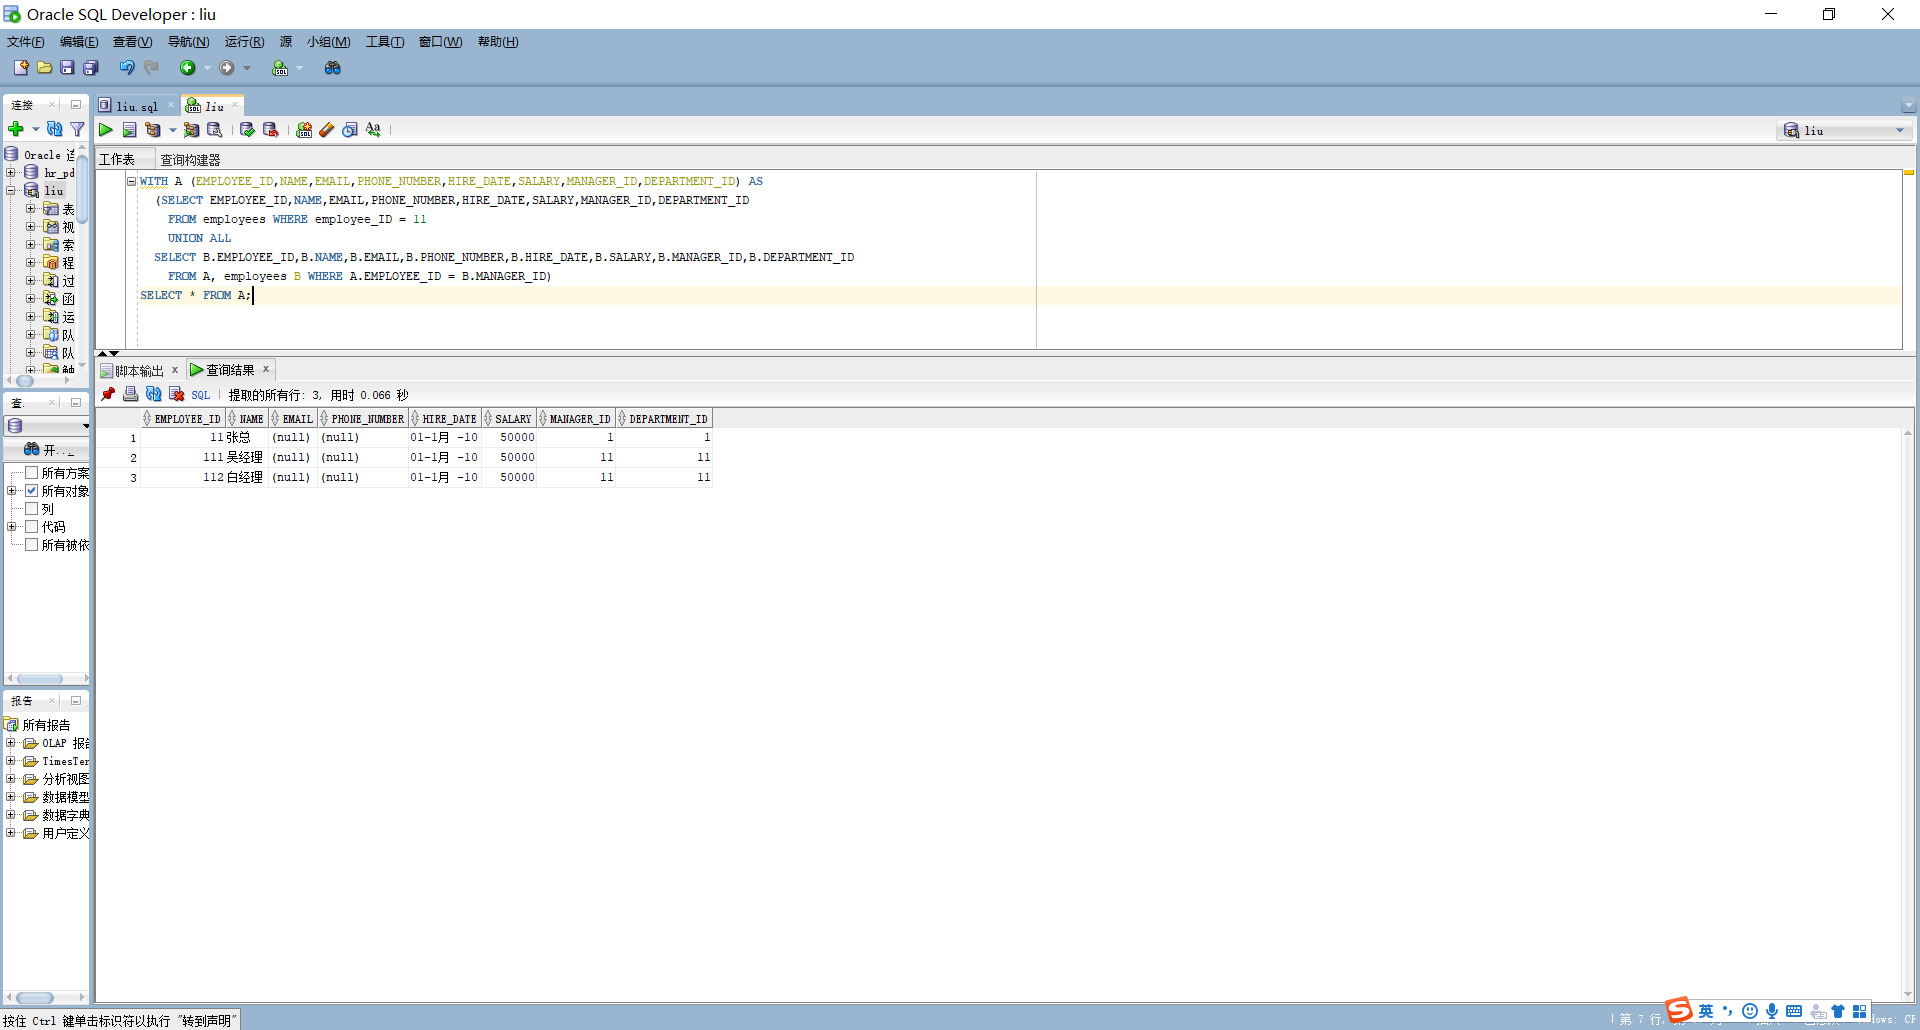 Oracle SQL Developer : liu
文件(F) 编辑(E) 查看(V) 导航(N) 运行(R) 源 小组(M) 工具(T) 窗口(W) 帮助(H)
连接
liu.sql
liu
liu
Oracle
hr_pd
liu
表
视
索
程
过
函
运
队
队
工作表 查询构建器
WITH A (EMPLOYEE_ID,NAME,EMAIL,PHONE_NUMBER,HIRE_DATE,SALARY,MANAGER_ID,DEPARTMENT_ID) AS
(SELECT EMPLOYEE_ID,NAME,EMAIL,PHONE_NUMBER,HIRE_DATE,SALARY,MANAGER_ID,DEPARTMENT_ID
FROM employees WHERE employee_ID = 11
UNION ALL
SELECT B.EMPLOYEE_ID,B.NAME,B.EMAIL,B.PHONE_NUMBER,B.HIRE_DATE,B.SALARY,B.MANAGER_ID,B.DEPARTMENT_ID
FROM A, employees B WHERE A.EMPLOYEE_ID = B.MANAGER_ID)
SELECT * FROM A;
脚本输出 x 查询结果 x
SQL | 提取的所有行: 3, 用时 0.066 秒
EMPLOYEE_ID NAME EMAIL PHONE_NUMBER HIRE_DATE SALARY MANAGER_ID DEPARTMENT_ID
1 11 张总 (null) (null) 01-1月 -10 50000 1 1
2 111 吴经理 (null) (null) 01-1月 -10 50000 11 11
3 112 白经理 (null) (null) 01-1月 -10 50000 11 11
查.
开..._
所有方案
所有对象
列
代码
所有被依
报告
所有报告
OLAP 报告
TimesTen
分析视图
数据模型
数据字典
用户定义
按住 Ctrl 键单击标识符以执行 "转到声明"
第 7 行,
英